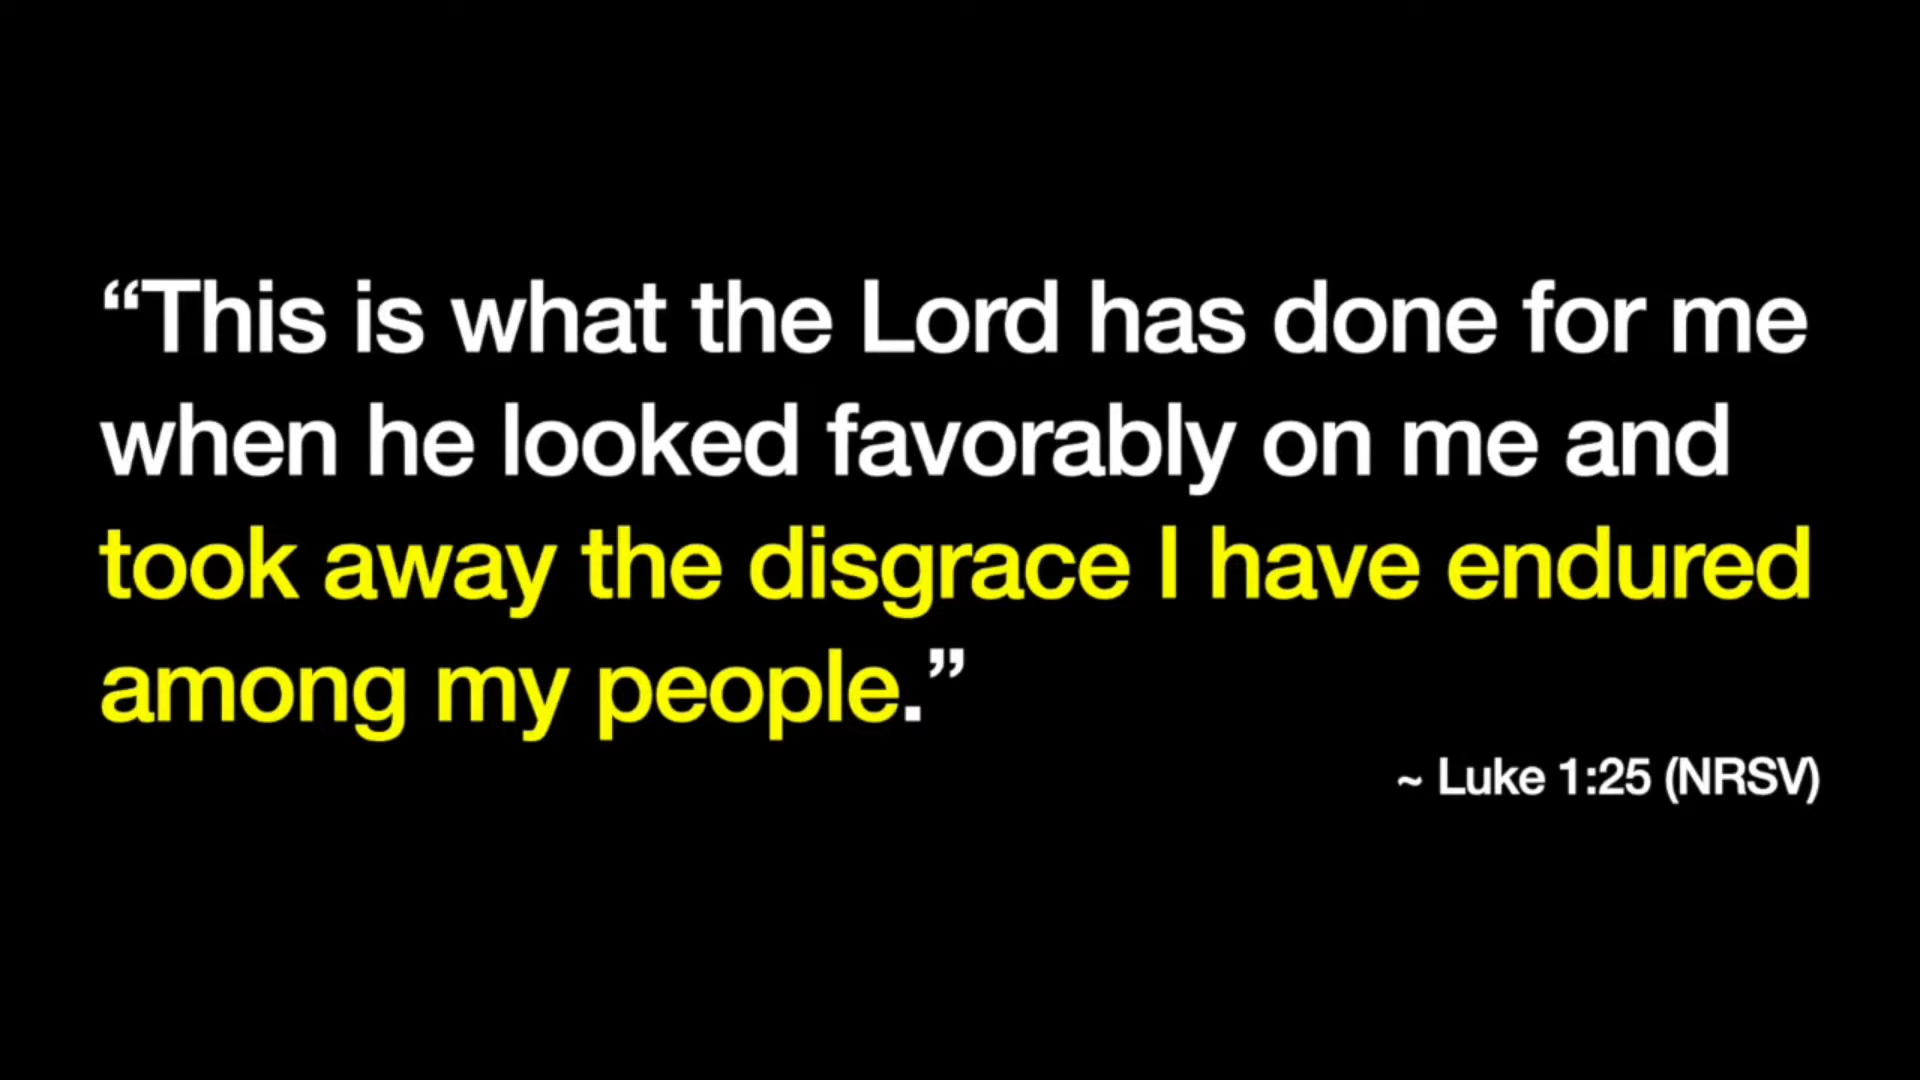 “This is what the Lord has done for me
when he looked favorably on me and
took away the disgrace I have endured
among my people.”
~ Luke 1:25 (NRSV)